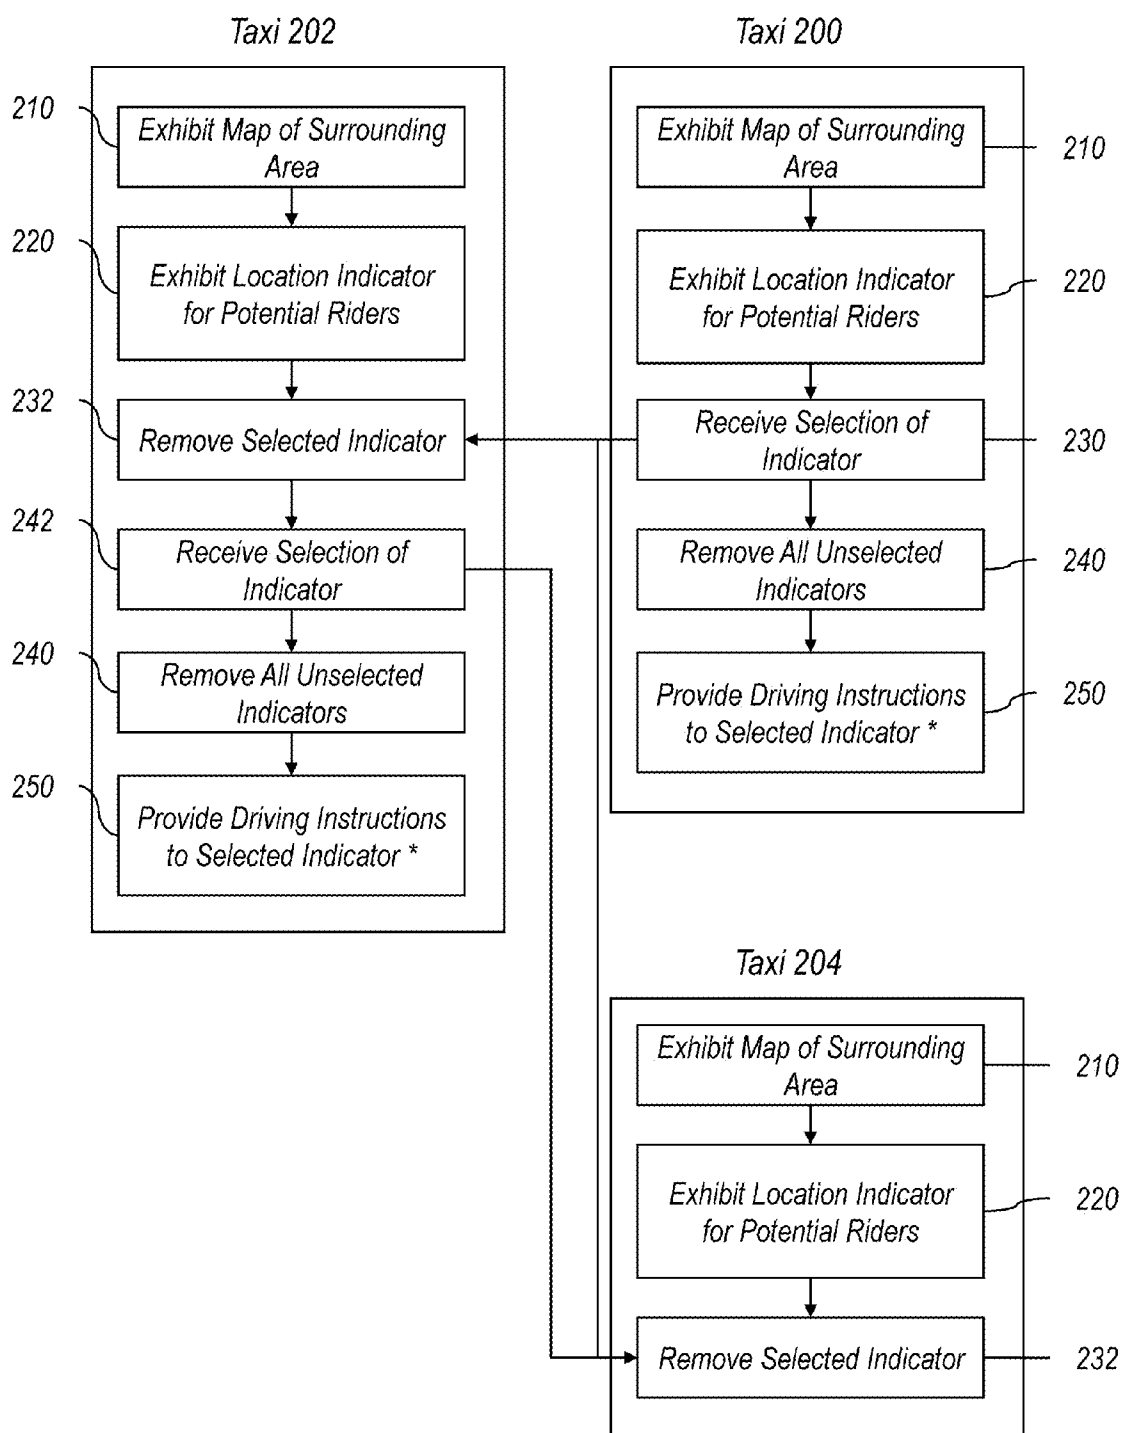 Taxi 202
210
Exhibit Map of Surrounding
Area
220
Exhibit Location Indicator
for Potential Riders
232
Remove Selected Indicator
242
Receive Selection of
Indicator
240
Remove All Unselected
Indicators
250
Provide Driving Instructions
to Selected Indicator *
Taxi 200
Exhibit Map of Surrounding
Area
210
Exhibit Location Indicator
for Potential Riders
220
Receive Selection of
Indicator
230
Remove All Unselected
Indicators
240
Provide Driving Instructions
to Selected Indicator *
250
Taxi 204
Exhibit Map of Surrounding
Area
210
Exhibit Location Indicator
for Potential Riders
220
Remove Selected Indicator
232